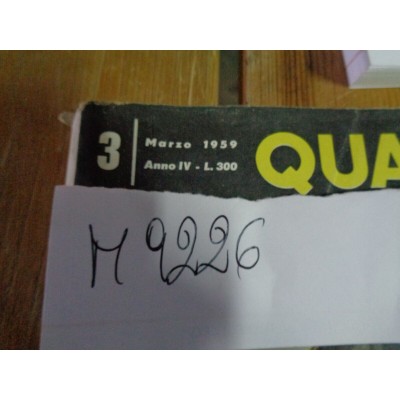 3
Marzo 1959
Anno IV - L. 300
QUA
M 9226